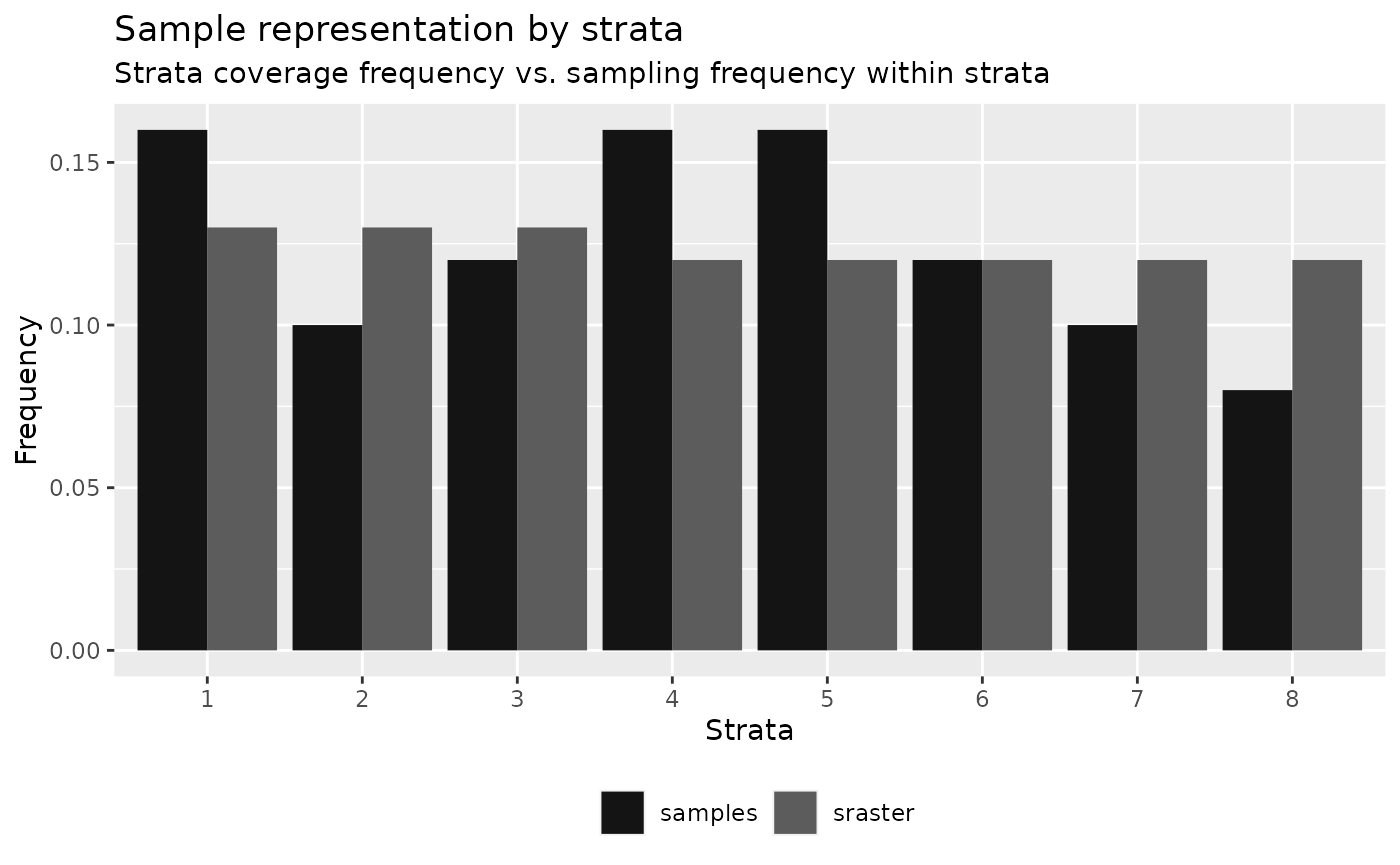 Sample representation by strata
Strata coverage frequency vs. sampling frequency within strata
Frequency
0.15
0.10
0.05
0.00
1 2 3 4 5 6 7 8
Strata
samples sraster